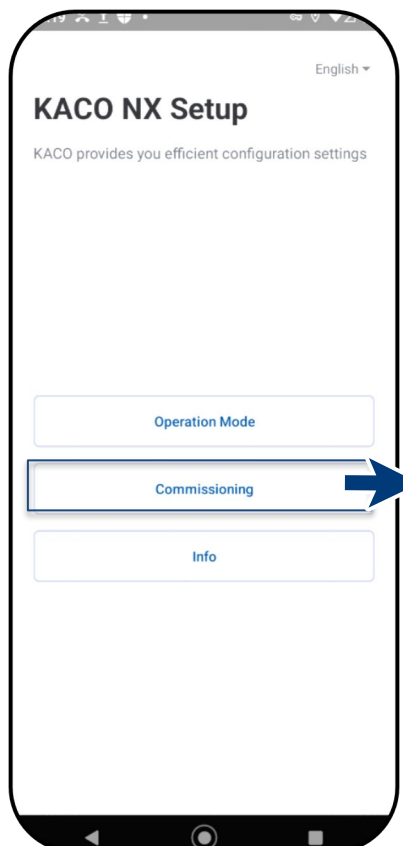 English
KACO NX Setup
KACO provides you efficient configuration settings
Operation Mode
Commissioning
Info